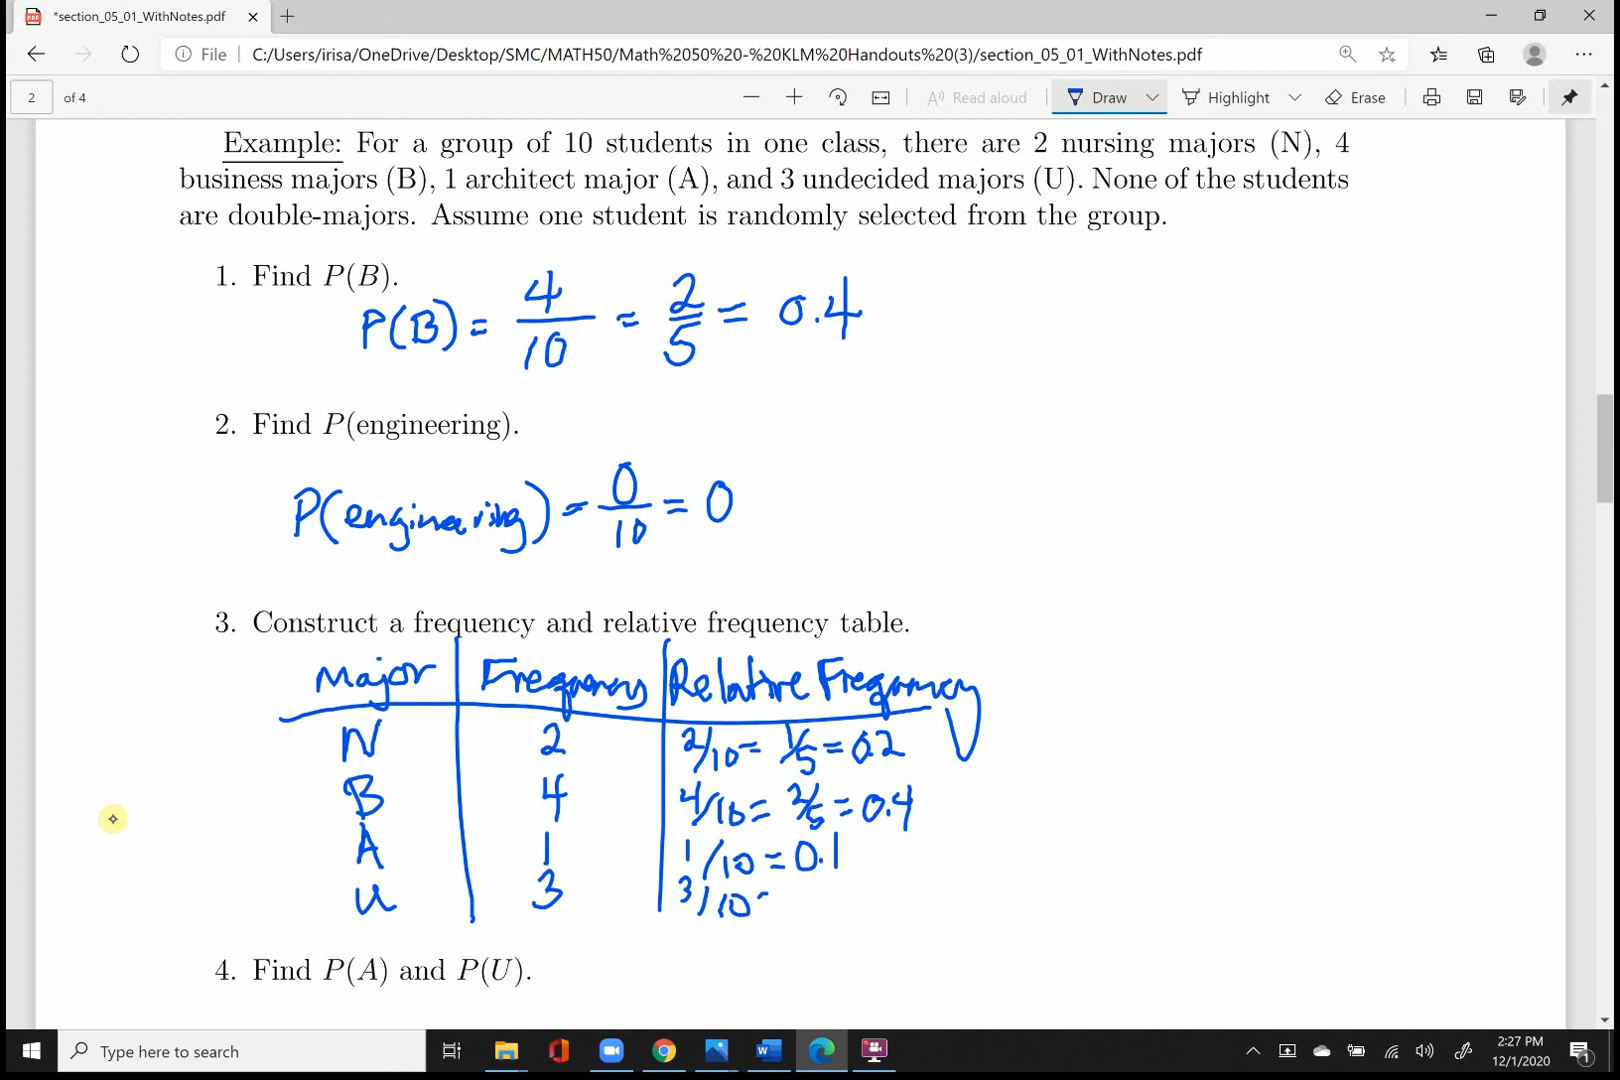 *section_05_01_WithNotes.pdf
File C:/Users/irisa/OneDrive/Desktop/SMC/MATH50/Math%2050%20-%20KLM%20Handouts%20(3)/section_05_01_WithNotes.pdf
2 of 4 Read aloud Draw Highlight Erase
Example: For a group of 10 students in one class, there are 2 nursing majors (N), 4
business majors (B), 1 architect major (A), and 3 undecided majors (U). None of the students
are double-majors. Assume one student is randomly selected from the group.
1. Find P(B).
P(B) = 4/10 = 2/5 = 0.4
2. Find P(engineering).
P(engineering) = 0/10 = 0
3. Construct a frequency and relative frequency table.
Major Frequency Relative Frequency
N 2 2/10 = 1/5 = 0.2
B 4 4/10 = 2/5 = 0.4
A 1 1/10 = 0.1
U 3 3/10 -
4. Find P(A) and P(U).
Type here to search
2:27 PM
12/1/2020
1